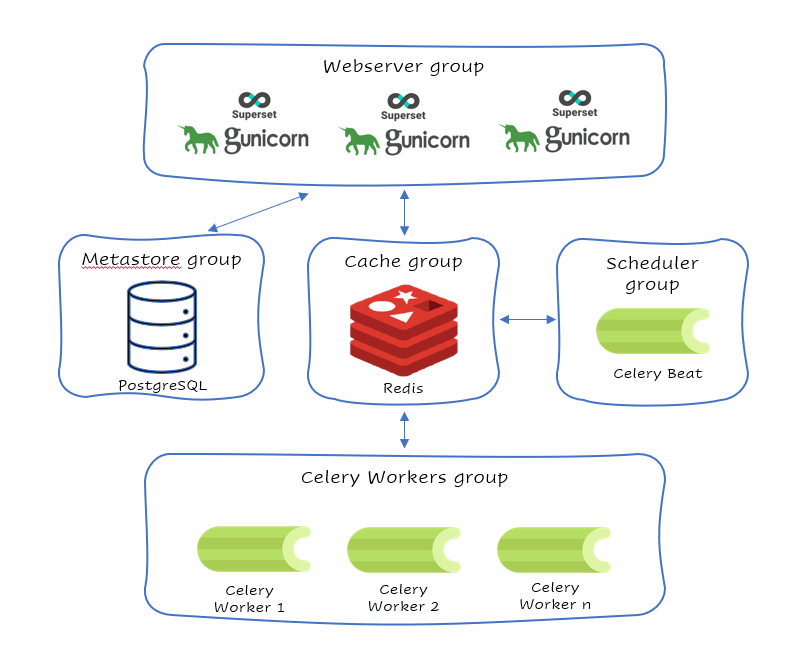 Webserver group
Superset
gunicorn
Superset
gunicorn
Superset
gunicorn
Metastore group
PostgreSQL
Cache group
Redis
Scheduler
group
Celery Beat
Celery Workers group
Celery
Worker 1
Celery
Worker 2
Celery
Worker n